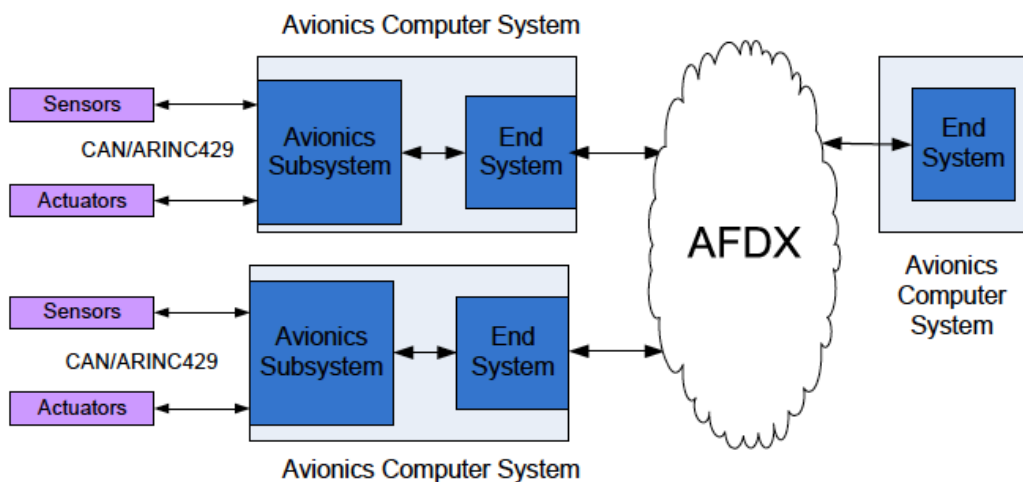 Avionics Computer System
Sensors
CAN/ARINC429
Actuators
Avionics
Subsystem
End
System
Sensors
CAN/ARINC429
Actuators
Avionics
Subsystem
End
System
Avionics Computer System
AFDX
End
System
Avionics
Computer
System